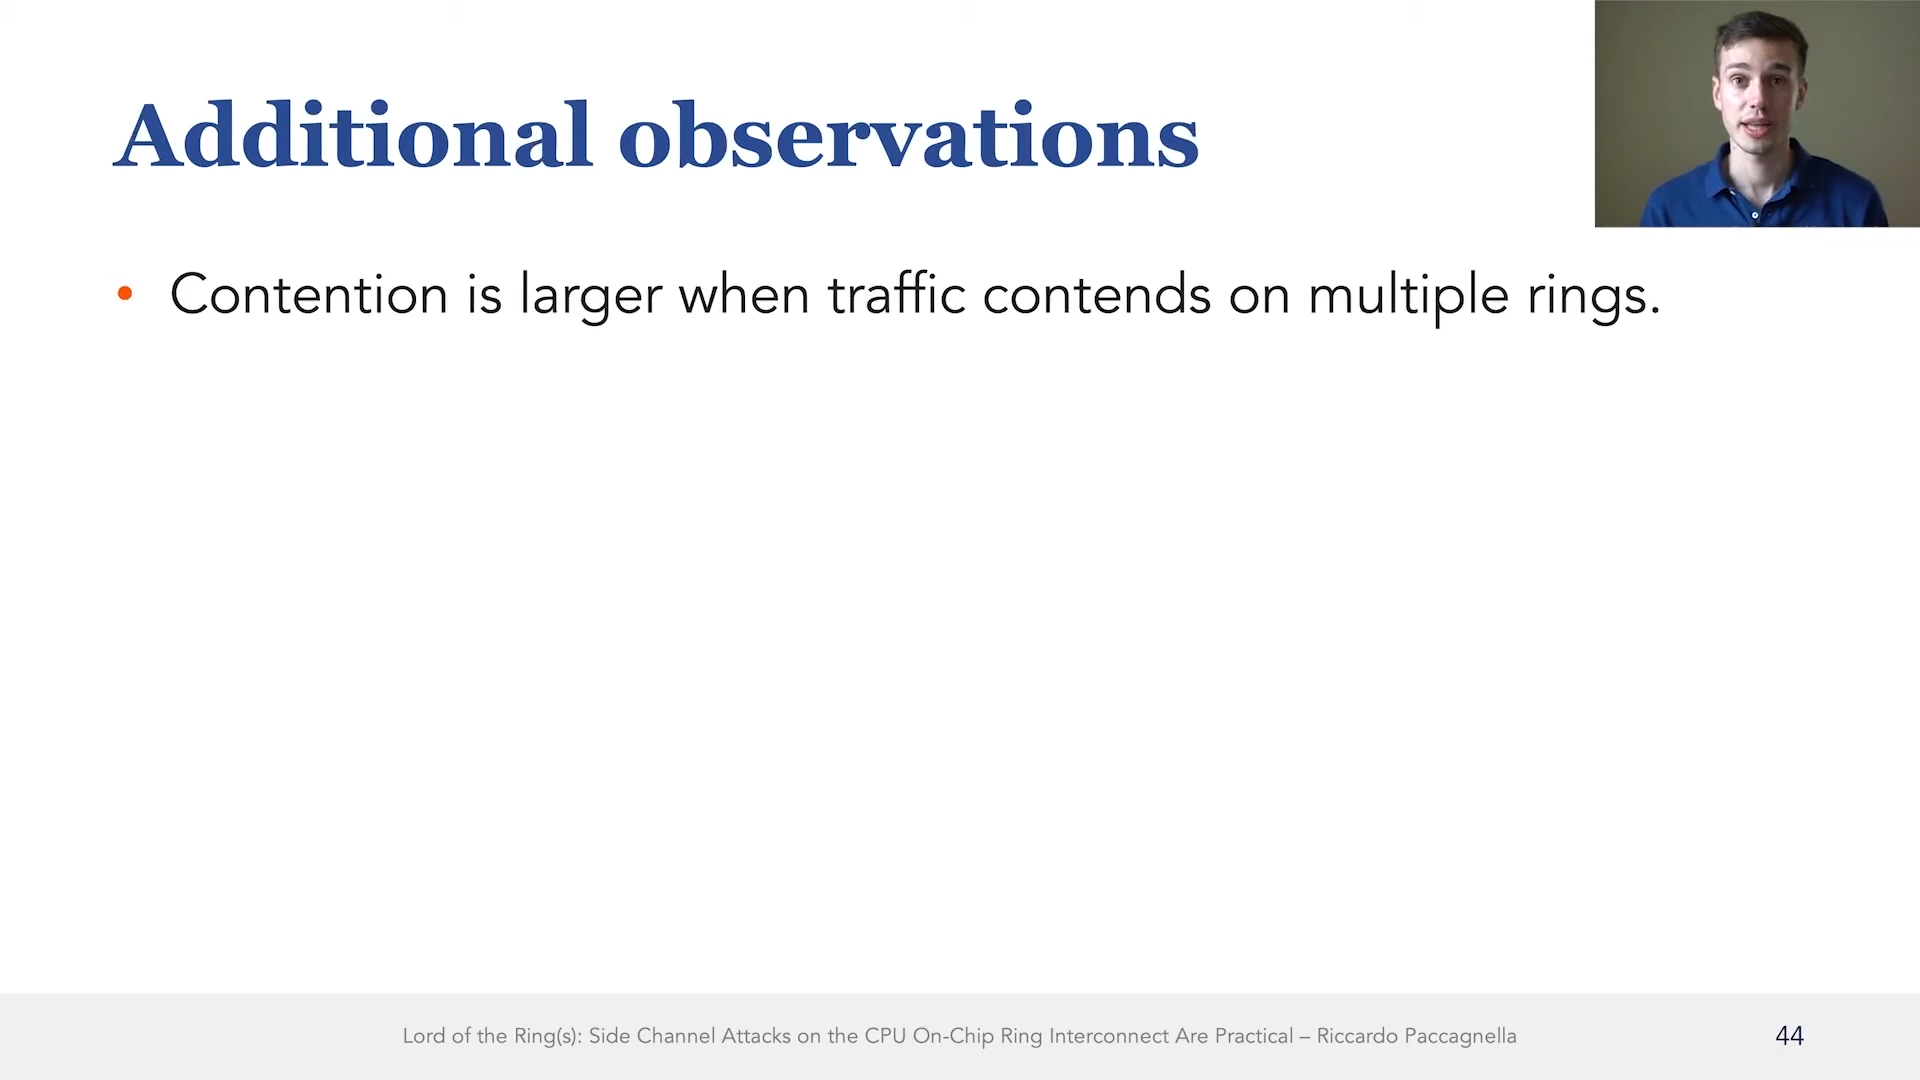 Additional observations
• Contention is larger when traffic contends on multiple rings.
Lord of the Ring(s): Side Channel Attacks on the CPU On-Chip Ring Interconnect Are Practical – Riccardo Paccagnella
44